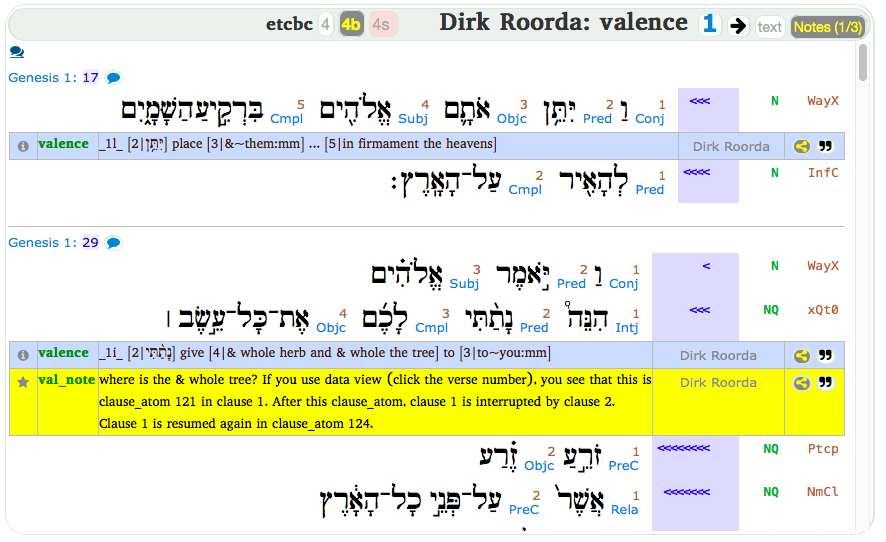 etcbc 4 4b 4s Dirk Roorda: valence 1 text Notes (1/3)
Genesis 1: 17
WayX N <<< 1 Conj וַ 2 Pred יִּתֵּ֥ן 3 Objc אֹתָ֛ם 4 Subj אֱלֹהִ֖ים 5 Cmpl בִּרְקִ֣יעַהַשָּׁמָ֑יִם
valence _1l_ [2|יִּתֵּ֥ן] place [3|&~them:mm] ... [5|in firmament the heavens] Dirk Roorda
InfC N <<<< 1 Pred לְהָאִ֖יר 2 Cmpl עַל־הָאָֽרֶץ׃
Genesis 1: 29
WayX N < 1 Conj וַ 2 Pred יֹּ֣אמֶר 3 Subj אֱלֹהִ֗ים
xQt0 NQ <<< 1 Intj הִנֵּה֩ 2 Pred נָתַ֨תִּי 3 Cmpl לָכֶ֜ם 4 Objc אֶת־כָּל־עֵ֣שֶׂב ׀
valence _1i_ [2|נָתַ֨תִּי] give [4|& whole herb and & whole the tree] to [3|to~you:mm] Dirk Roorda
val_note where is the & whole tree? If you use data view (click the verse number), you see that this is Dirk Roorda
clause_atom 121 in clause 1. After this clause_atom, clause 1 is interrupted by clause 2.
Clause 1 is resumed again in clause_atom 124.
Ptcp NQ <<<<<<<< 1 PreC זֹרֵ֣עַ 2 Objc זֶ֗רַע
NmCl NQ <<<<<<< 1 Rela אֲשֶׁר֙ 2 PreC עַל־פְּנֵ֣י כָל־הָאָ֔רֶץ